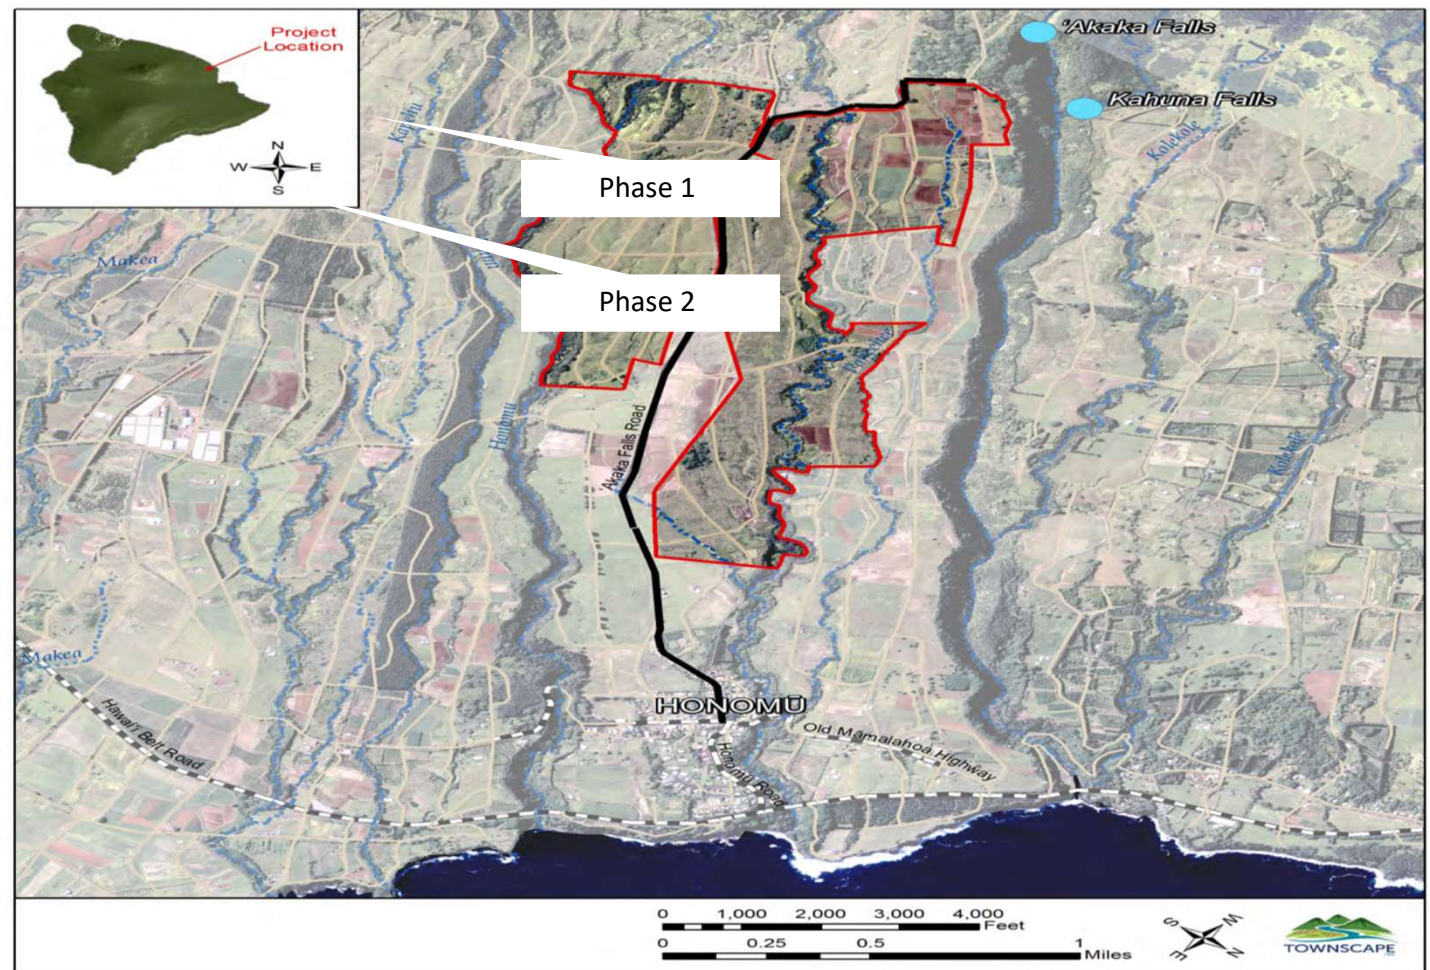 Project
Location
N
W
E
S
'Akaka Falls
Kahuna Falls
Kolekole
Phase 1
Phase 2
Makea
Honomu
'Akaka Falls Road
Kolekole
Makea
HONOMŪ
Hawai'i Belt Road
Old Mamalahoa Highway
Honomū Road
0 1,000 2,000 3,000 4,000
Feet
0 0.25 0.5 1
Miles
S W
E N
TOWNSCAPE